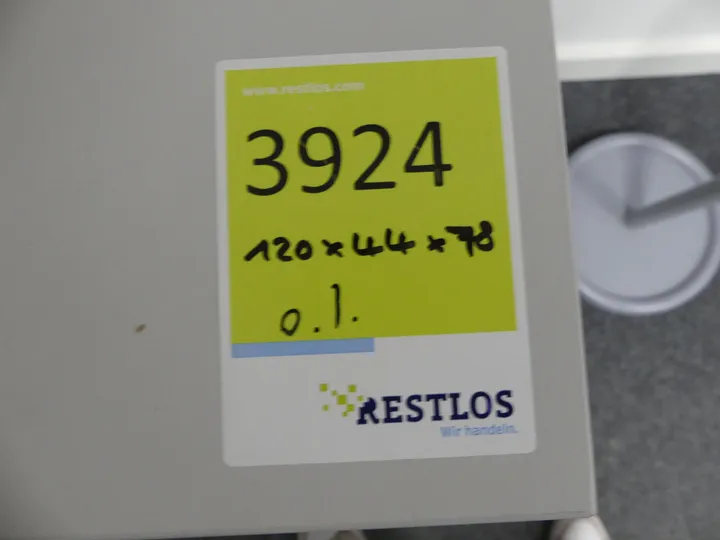 www.restlos.com
3924
120 x 44 x 78
o.l.
RESTLOS
Wir handeln.